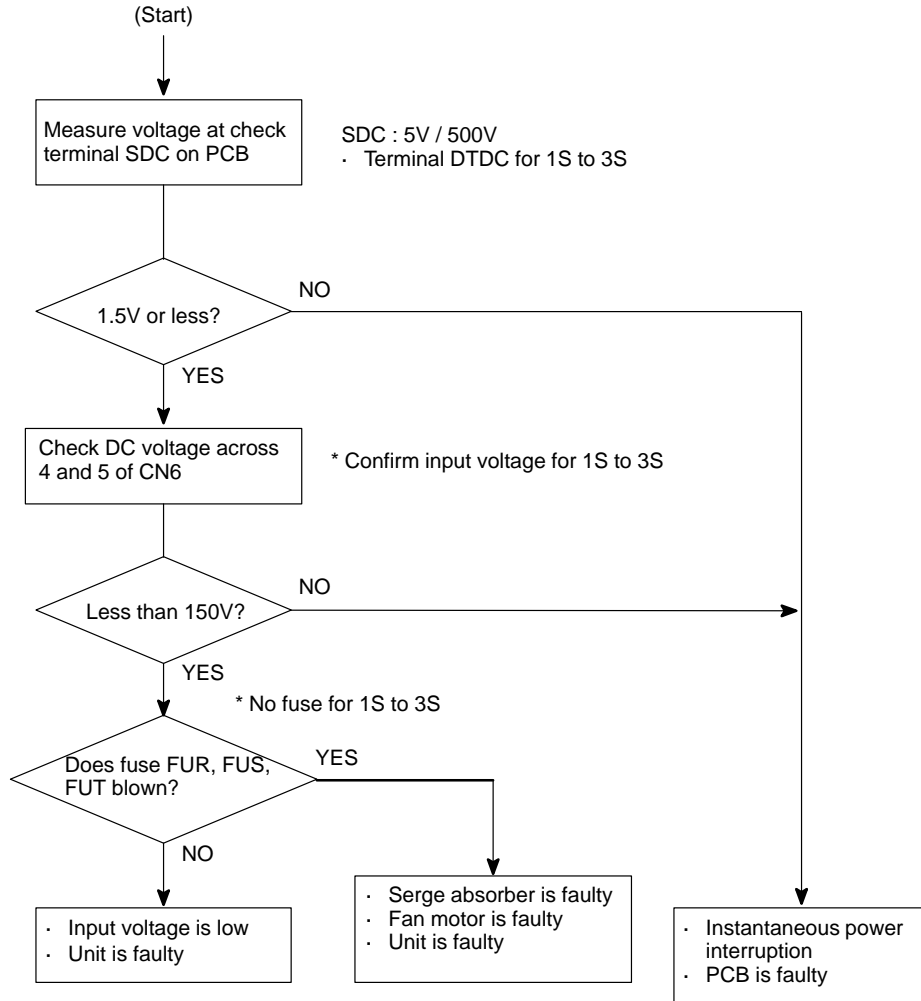 (Start)
Measure voltage at check
terminal SDC on PCB
SDC : 5V / 500V
· Terminal DTDC for 1S to 3S
1.5V or less?
NO
YES
Check DC voltage across
4 and 5 of CN6
* Confirm input voltage for 1S to 3S
Less than 150V?
NO
YES
* No fuse for 1S to 3S
Does fuse FUR, FUS,
FUT blown?
YES
NO
· Input voltage is low
· Unit is faulty
· Serge absorber is faulty
· Fan motor is faulty
· Unit is faulty
· Instantaneous power
interruption
· PCB is faulty